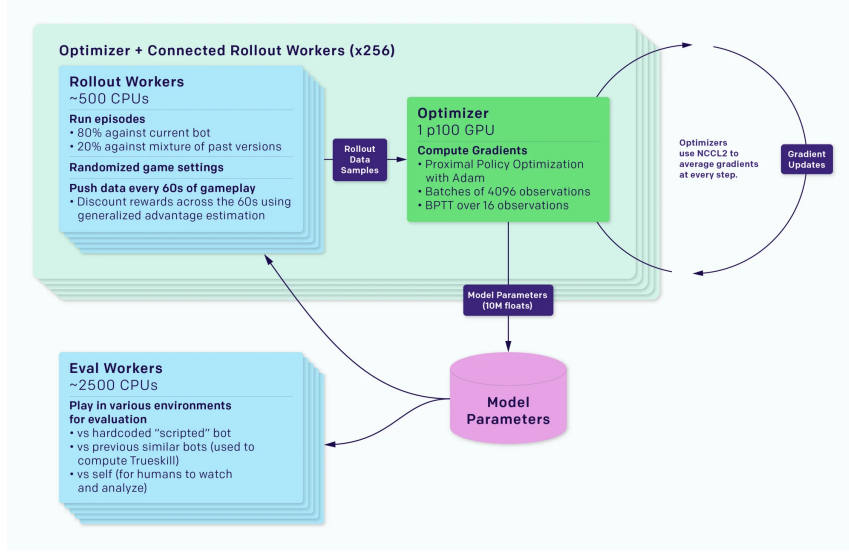 Optimizer + Connected Rollout Workers (x256)
Rollout Workers
~500 CPUs
Run episodes
• 80% against current bot
• 20% against mixture of past versions
Randomized game settings
Push data every 60s of gameplay
• Discount rewards across the 60s using
generalized advantage estimation
Rollout
Data
Samples
Optimizer
1 p100 GPU
Compute Gradients
• Proximal Policy Optimization
with Adam
• Batches of 4096 observations
• BPTT over 16 observations
Optimizers
use NCCL2 to
average gradients
at every step.
Gradient
Updates
Model Parameters
(10M floats)
Model
Parameters
Eval Workers
~2500 CPUs
Play in various environments
for evaluation
• vs hardcoded “scripted” bot
• vs previous similar bots (used to
compute Trueskill)
• vs self (for humans to watch
and analyze)